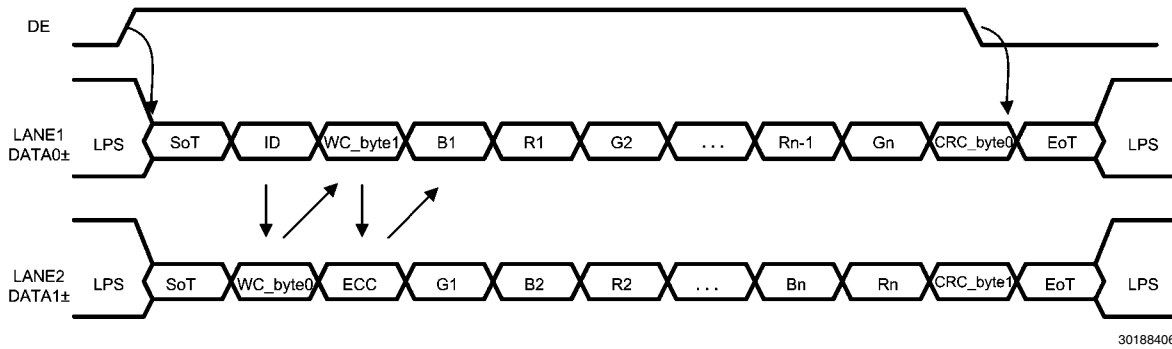 DE
LANE1
DATA0±
LPS SoT ID WC_byte1 B1 R1 G2 . . . Rn-1 Gn CRC_byte0 EoT LPS
LANE2
DATA1±
LPS SoT WC_byte0 ECC G1 B2 R2 . . . Bn Rn CRC_byte1 EoT LPS
30188406